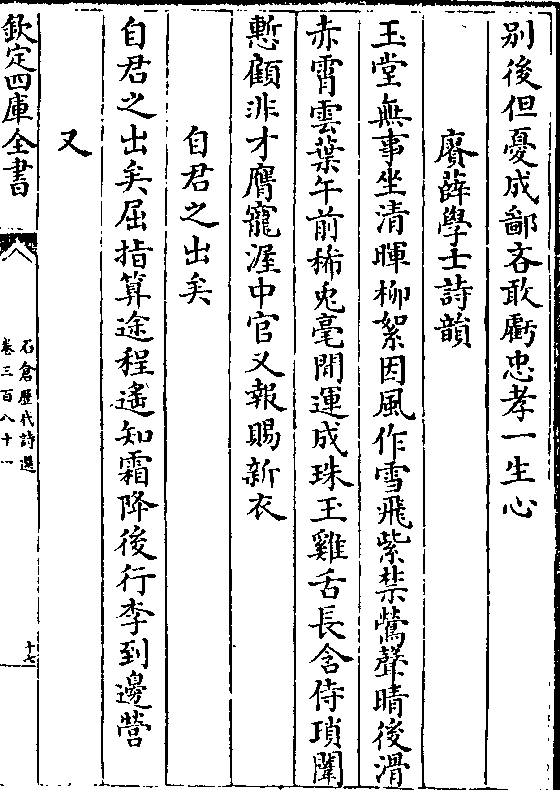 别後但憂成鄙吝敢虧忠孝一生心
賡薛學士詩韻
玉堂無事坐清暉柳絮因風作雪飛紫禁鶯聲晴後滑
赤霄雲葉午前稀兎毫閒運成珠玉雞舌長含侍瑣闈
慙顧非才膺寵渥中官又報賜新衣
自君之出矣
自君之出矣屈指算途程遙知霜降後行李到邊營
又
欽定四庫全書
石倉歷代詩選
卷三百八十一
十七